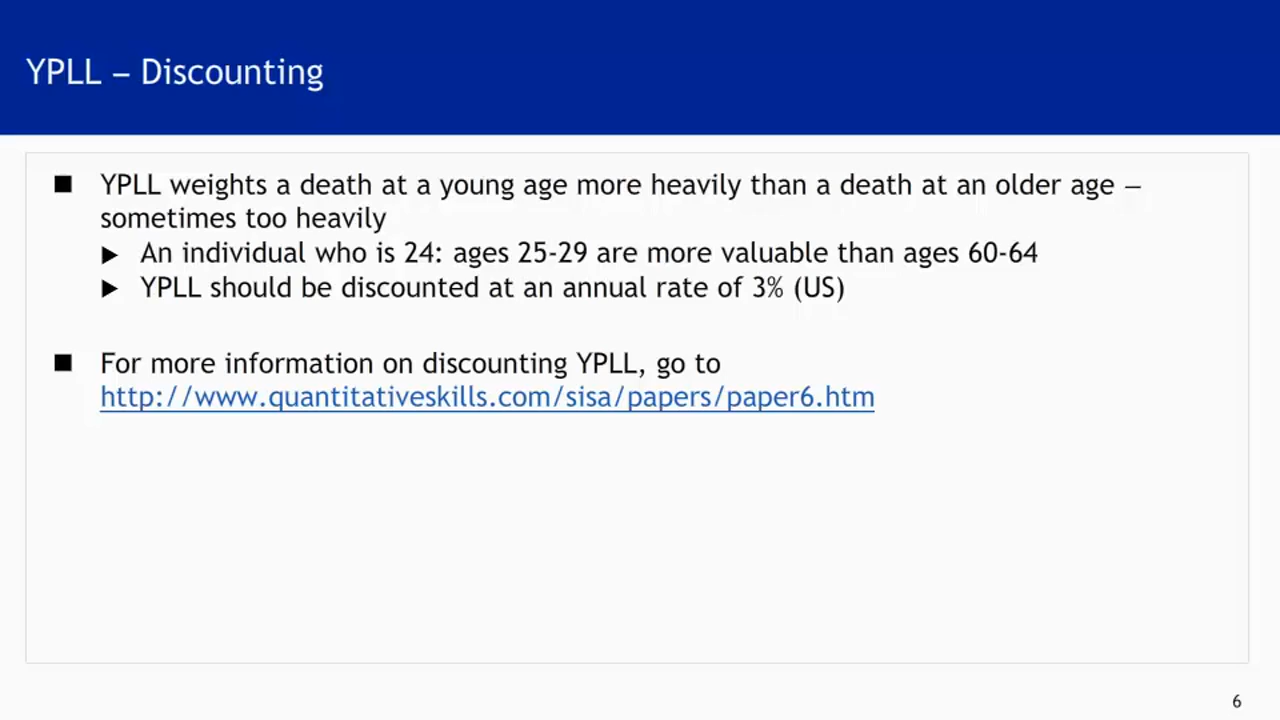 YPLL – Discounting
■ YPLL weights a death at a young age more heavily than a death at an older age –
sometimes too heavily
▶ An individual who is 24: ages 25-29 are more valuable than ages 60-64
▶ YPLL should be discounted at an annual rate of 3% (US)
■ For more information on discounting YPLL, go to
http://www.quantitativeskills.com/sisa/papers/paper6.htm
6